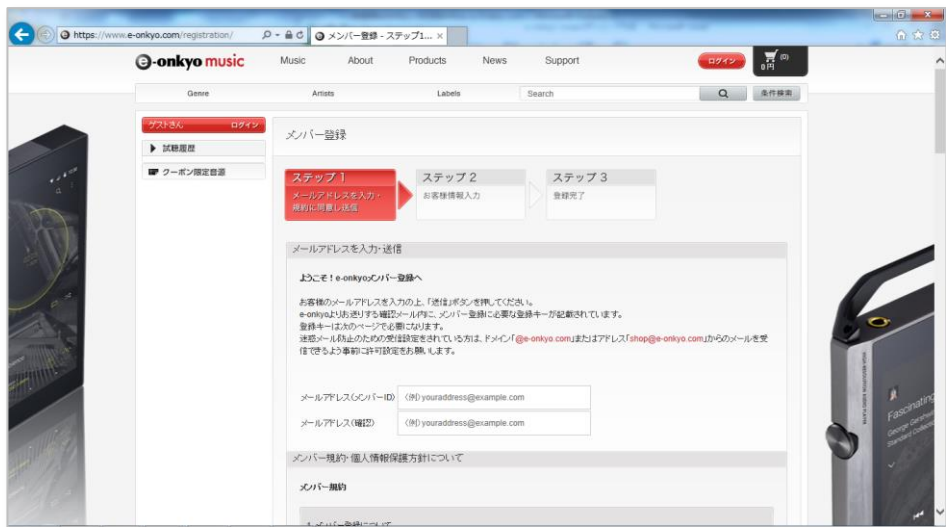 https://www.e-onkyo.com/registration/
メンバー登録 - ステップ1...
e-onkyo music
Music About Products News Support
ログイン
(0)
0円
Genre Artists Labels Search 条件検索
ゲストさん ログイン
試聴履歴
クーポン限定音源
メンバー登録
ステップ 1
メールアドレスを入力・
規約に同意し送信
ステップ 2
お客様情報入力
ステップ 3
登録完了
メールアドレスを入力・送信
ようこそ!e-onkyoメンバー登録へ
お客様のメールアドレスを入力の上、「送信」ボタンを押してください。
e-onkyoよりお送りする確認メール内に、メンバー登録に必要な登録キーが記載されています。
登録キーは次のページで必要になります。
迷惑メール防止のための受信設定をされている方は、ドメイン「@e-onkyo.com」またはアドレス「shop@e-onkyo.com」からのメールを受
信できるよう事前に許可設定をお願いします。
メールアドレス(メンバーID) (例) youraddress@example.com
メールアドレス(確認) (例) youraddress@example.com
メンバー規約・個人情報保護方針について
メンバー規約
1. メンバー登録について
Fascinating